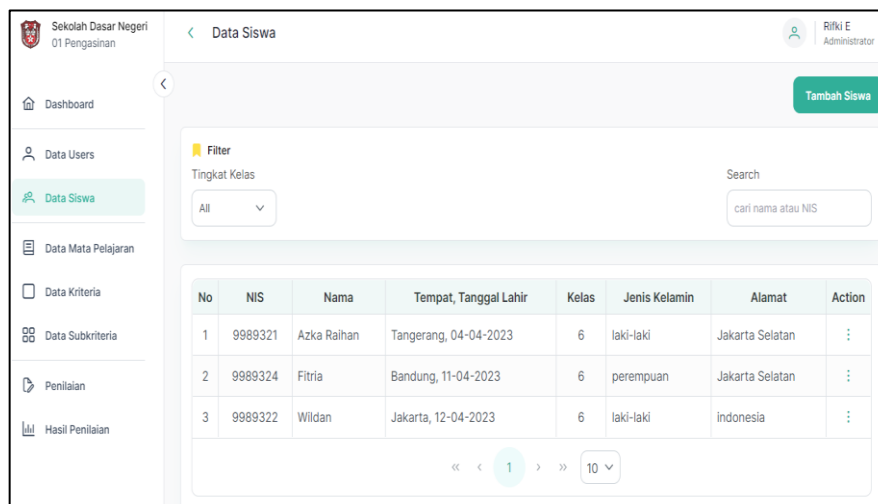 Sekolah Dasar Negeri
01 Pengasinan
Data Siswa
Rifki E
Administrator
Dashboard
Data Users
Data Siswa
Data Mata Pelajaran
Data Kriteria
Data Subkriteria
Penilaian
Hasil Penilaian
Tambah Siswa
Filter
Tingkat Kelas
All
Search
cari nama atau NIS
No NIS Nama Tempat, Tanggal Lahir Kelas Jenis Kelamin Alamat Action
1 9989321 Azka Raihan Tangerang, 04-04-2023 6 laki-laki Jakarta Selatan
2 9989324 Fitria Bandung, 11-04-2023 6 perempuan Jakarta Selatan
3 9989322 Wildan Jakarta, 12-04-2023 6 laki-laki indonesia
<< < 1 > >> 10